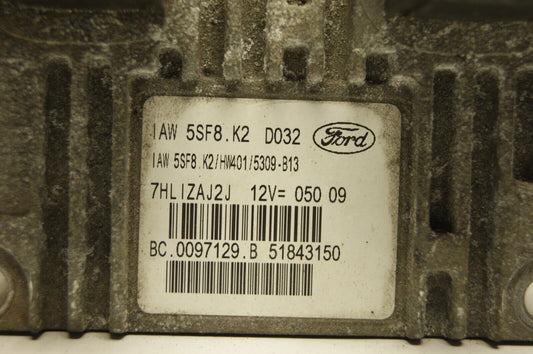 IAW 5SF8.K2 D032 Ford
IAW 5SF8.K2/HW401/5309-B13
7HLIZAJ2J 12V= 050 09
BC.0097129.B 51843150